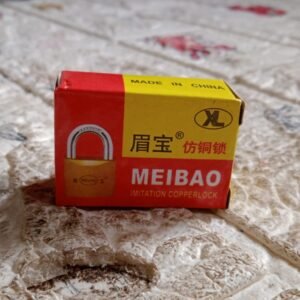 MADE IN CHINA
XL
眉宝®
仿铜锁
MEIBAO
IMITATION COPPERLOCK